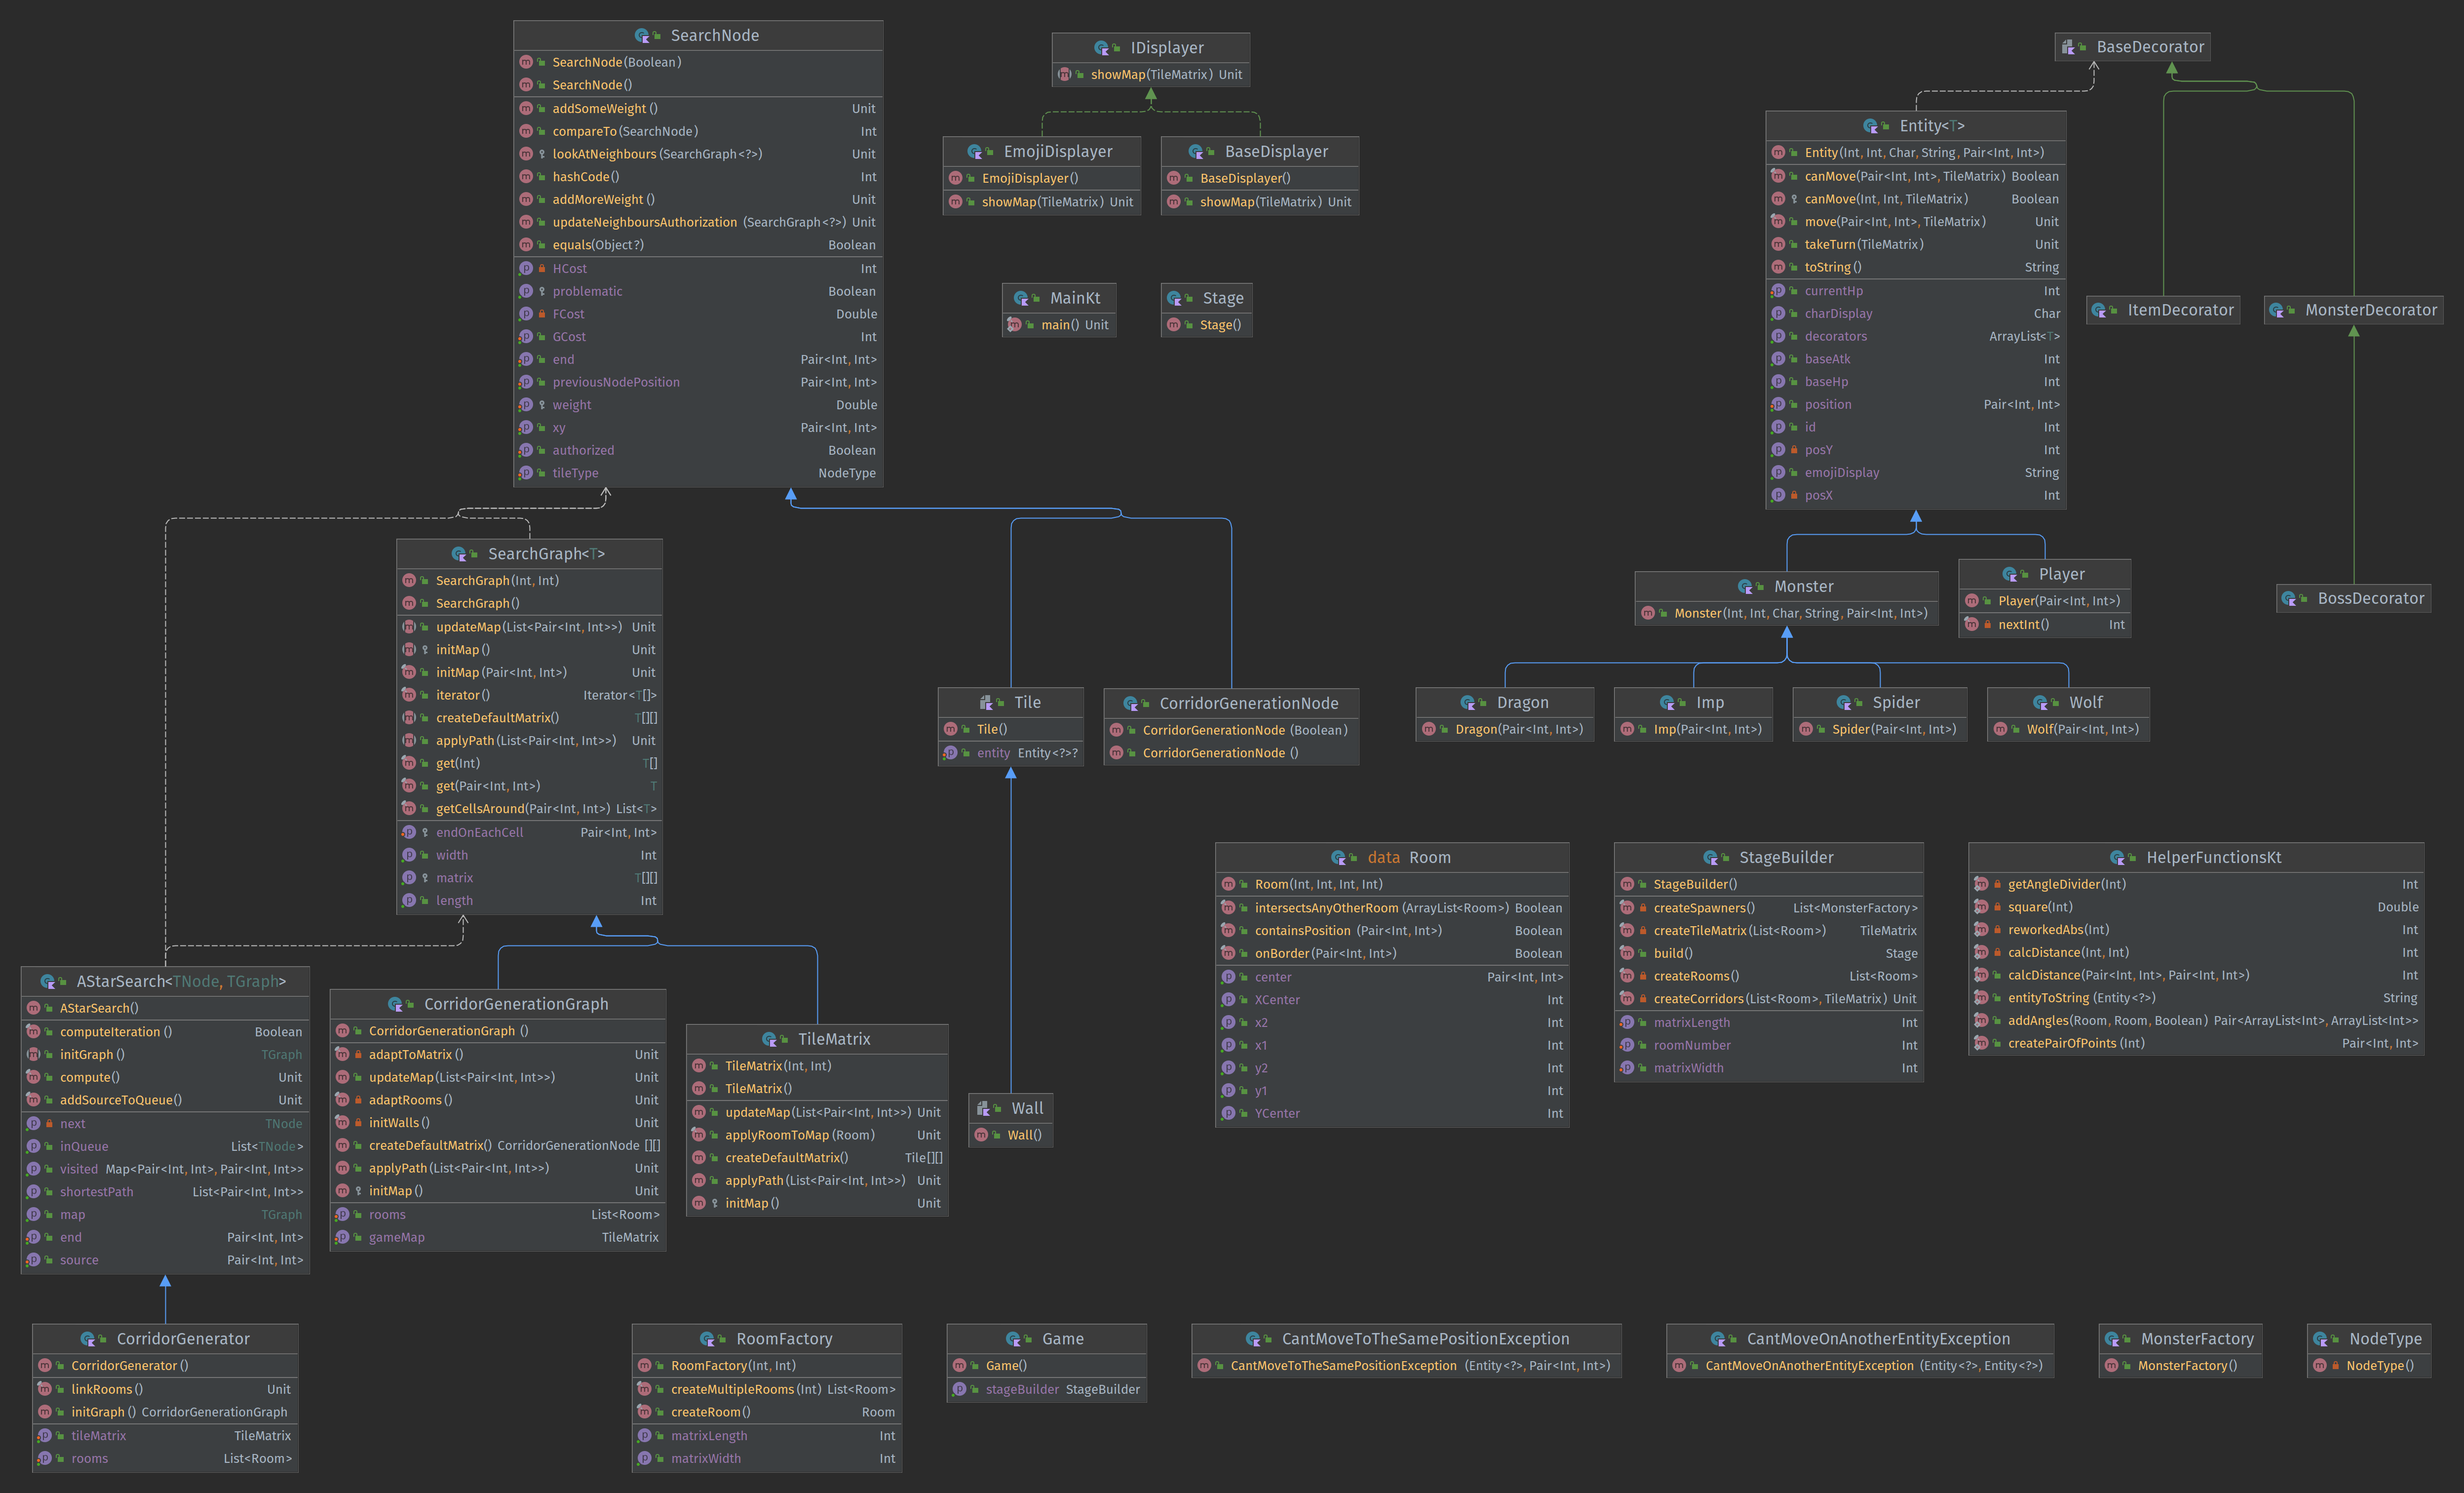 SearchNode
SearchNode(Boolean)
SearchNode()
addSomeWeight() Unit
compareTo(SearchNode) Int
lookAtNeighbours(SearchGraph<?>) Unit
hashCode() Int
addMoreWeight() Unit
updateNeighboursAuthorization (SearchGraph<?>) Unit
equals(Object?) Boolean
HCost Int
problematic Boolean
FCost Double
GCost Int
end Pair<Int, Int>
previousNodePosition Pair<Int, Int>
weight Double
xy Pair<Int, Int>
authorized Boolean
tileType NodeType
IDisplayer
showMap(TileMatrix) Unit
EmojiDisplayer
EmojiDisplayer()
showMap(TileMatrix) Unit
BaseDisplayer
BaseDisplayer()
showMap(TileMatrix) Unit
MainKt
main() Unit
Stage
Stage()
BaseDecorator
Entity<T>
Entity(Int, Int, Char, String, Pair<Int, Int>)
canMove(Pair<Int, Int>, TileMatrix) Boolean
canMove(Int, Int, TileMatrix) Boolean
move(Pair<Int, Int>, TileMatrix) Unit
takeTurn(TileMatrix) Unit
toString() String
currentHp Int
charDisplay Char
decorators ArrayList<T>
baseAtk Int
baseHp Int
position Pair<Int, Int>
id Int
posY Int
emojiDisplay String
posX Int
ItemDecorator
MonsterDecorator
BossDecorator
SearchGraph<T>
SearchGraph(Int, Int)
SearchGraph()
updateMap(List<Pair<Int, Int>>) Unit
initMap() Unit
initMap(Pair<Int, Int>) Unit
iterator() Iterator<T[]>
createDefaultMatrix() T[][]
applyPath(List<Pair<Int, Int>>) Unit
get(Int) T[]
get(Pair<Int, Int>) T
getCellsAround(Pair<Int, Int>) List<T>
endOnEachCell Pair<Int, Int>
width Int
matrix T[][]
length Int
Monster
Monster(Int, Int, Char, String, Pair<Int, Int>)
Player
Player(Pair<Int, Int>)
nextInt() Int
Tile
Tile()
entity Entity<?>?
CorridorGenerationNode
CorridorGenerationNode (Boolean)
CorridorGenerationNode ()
Dragon
Dragon(Pair<Int, Int>)
Imp
Imp(Pair<Int, Int>)
Spider
Spider(Pair<Int, Int>)
Wolf
Wolf(Pair<Int, Int>)
data Room
Room(Int, Int, Int, Int)
intersectsAnyOtherRoom (ArrayList<Room>) Boolean
containsPosition (Pair<Int, Int>) Boolean
onBorder(Pair<Int, Int>) Boolean
center Pair<Int, Int>
XCenter Int
x2 Int
x1 Int
y2 Int
y1 Int
YCenter Int
StageBuilder
StageBuilder()
createSpawners() List<MonsterFactory>
createTileMatrix(List<Room>) TileMatrix
build() Stage
createRooms() List<Room>
createCorridors(List<Room>, TileMatrix) Unit
matrixLength Int
roomNumber Int
matrixWidth Int
HelperFunctionsKt
getAngleDivider(Int) Int
square(Int) Double
reworkedAbs(Int) Int
calcDistance(Int, Int) Int
calcDistance(Pair<Int, Int>, Pair<Int, Int>) Int
entityToString (Entity<?>) String
addAngles(Room, Room, Boolean) Pair<ArrayList<Int>, ArrayList<Int>>
createPairOfPoints (Int) Pair<Int, Int>
AStarSearch<TNode, TGraph>
AStarSearch()
computeIteration () Boolean
initGraph() TGraph
compute() Unit
addSourceToQueue() Unit
next TNode
inQueue List<TNode>
visited Map<Pair<Int, Int>, Pair<Int, Int>>
shortestPath List<Pair<Int, Int>>
map TGraph
end Pair<Int, Int>
source Pair<Int, Int>
CorridorGenerationGraph
CorridorGenerationGraph ()
adaptToMatrix() Unit
updateMap(List<Pair<Int, Int>>) Unit
adaptRooms() Unit
initWalls() Unit
createDefaultMatrix() CorridorGenerationNode [][]
applyPath(List<Pair<Int, Int>>) Unit
initMap() Unit
rooms List<Room>
gameMap TileMatrix
TileMatrix
TileMatrix(Int, Int)
TileMatrix()
updateMap(List<Pair<Int, Int>>) Unit
applyRoomToMap(Room) Unit
createDefaultMatrix() Tile[][]
applyPath(List<Pair<Int, Int>>) Unit
initMap() Unit
Wall
Wall()
CorridorGenerator
CorridorGenerator()
linkRooms() Unit
initGraph() CorridorGenerationGraph
tileMatrix TileMatrix
rooms List<Room>
RoomFactory
RoomFactory(Int, Int)
createMultipleRooms(Int) List<Room>
createRoom() Room
matrixLength Int
matrixWidth Int
Game
Game()
stageBuilder StageBuilder
CantMoveToTheSamePositionException
CantMoveToTheSamePositionException (Entity<?>, Pair<Int, Int>)
CantMoveOnAnotherEntityException
CantMoveOnAnotherEntityException (Entity<?>, Entity<?>)
MonsterFactory
MonsterFactory()
NodeType
NodeType()